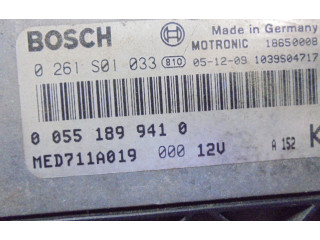 BOSCH Made in Germany
MOTRONIC 18650008
0 261 S01 033 810 05-12-09 1039S04717
0 055 189 941 0
MED711A019 000 12V A 152 K